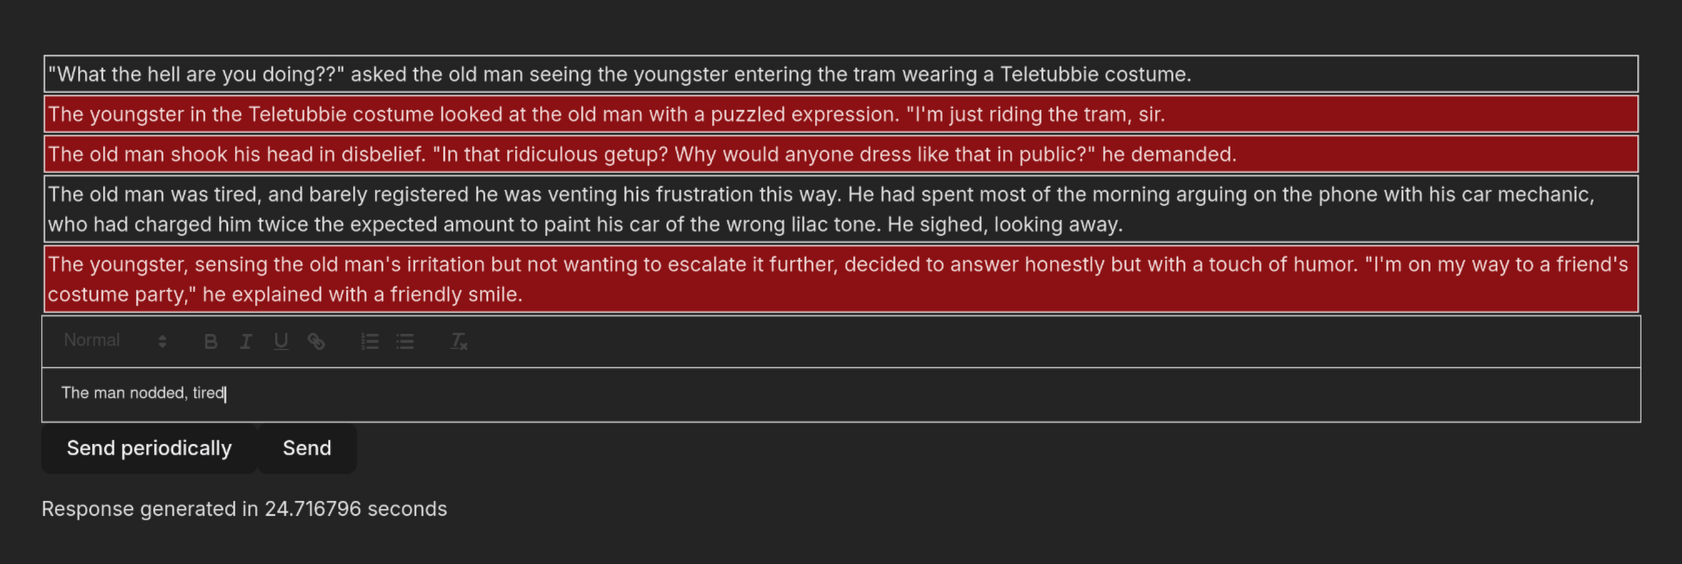 "What the hell are you doing??" asked the old man seeing the youngster entering the tram wearing a Teletubbie costume.
The youngster in the Teletubbie costume looked at the old man with a puzzled expression. "I'm just riding the tram, sir.
The old man shook his head in disbelief. "In that ridiculous getup? Why would anyone dress like that in public?" he demanded.
The old man was tired, and barely registered he was venting his frustration this way. He had spent most of the morning arguing on the phone with his car mechanic,
who had charged him twice the expected amount to paint his car of the wrong lilac tone. He sighed, looking away.
The youngster, sensing the old man's irritation but not wanting to escalate it further, decided to answer honestly but with a touch of humor. "I'm on my way to a friend's
costume party," he explained with a friendly smile.
Normal B I U
The man nodded, tired
Send periodically Send
Response generated in 24.716796 seconds